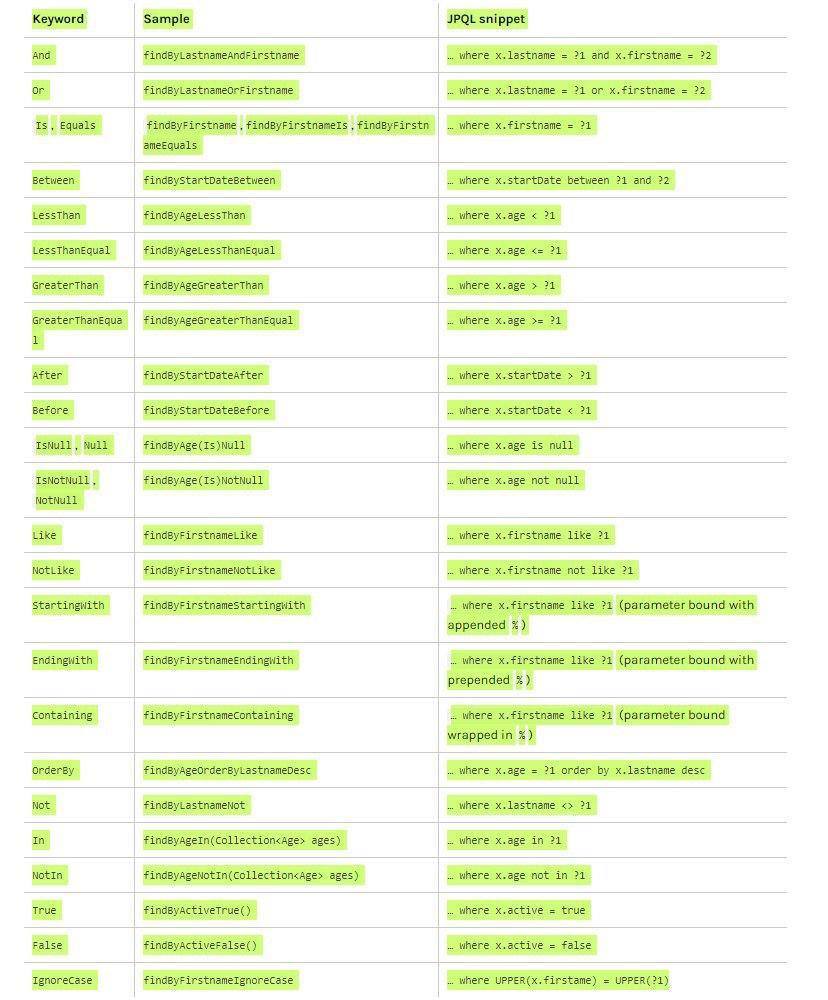 Keyword Sample JPQL snippet
And findByLastnameAndFirstname … where x.lastname = ?1 and x.firstname = ?2
Or findByLastnameOrFirstname … where x.lastname = ?1 or x.firstname = ?2
Is, Equals findByFirstname,findByFirstnameIs,findByFirstn … where x.firstname = ?1
ameEquals
Between findByStartDateBetween … where x.startDate between ?1 and ?2
LessThan findByAgeLessThan … where x.age < ?1
LessThanEqual findByAgeLessThanEqual … where x.age <= ?1
GreaterThan findByAgeGreaterThan … where x.age > ?1
GreaterThanEqua findByAgeGreaterThanEqual … where x.age >= ?1
l
After findByStartDateAfter … where x.startDate > ?1
Before findByStartDateBefore … where x.startDate < ?1
IsNull, Null findByAge(Is)Null … where x.age is null
IsNotNull, findByAge(Is)NotNull … where x.age not null
NotNull
Like findByFirstnameLike … where x.firstname like ?1
NotLike findByFirstnameNotLike … where x.firstname not like ?1
StartingWith findByFirstnameStartingWith … where x.firstname like ?1 (parameter bound with
appended %)
EndingWith findByFirstnameEndingWith … where x.firstname like ?1 (parameter bound with
prepended %)
Containing findByFirstnameContaining … where x.firstname like ?1 (parameter bound
wrapped in %)
OrderBy findByAgeOrderByLastnameDesc … where x.age = ?1 order by x.lastname desc
Not findByLastnameNot … where x.lastname <> ?1
In findByAgeIn(Collection<Age> ages) … where x.age in ?1
NotIn findByAgeNotIn(Collection<Age> ages) … where x.age not in ?1
True findByActiveTrue() … where x.active = true
False findByActiveFalse() … where x.active = false
IgnoreCase findByFirstnameIgnoreCase … where UPPER(x.firstame) = UPPER(?1)